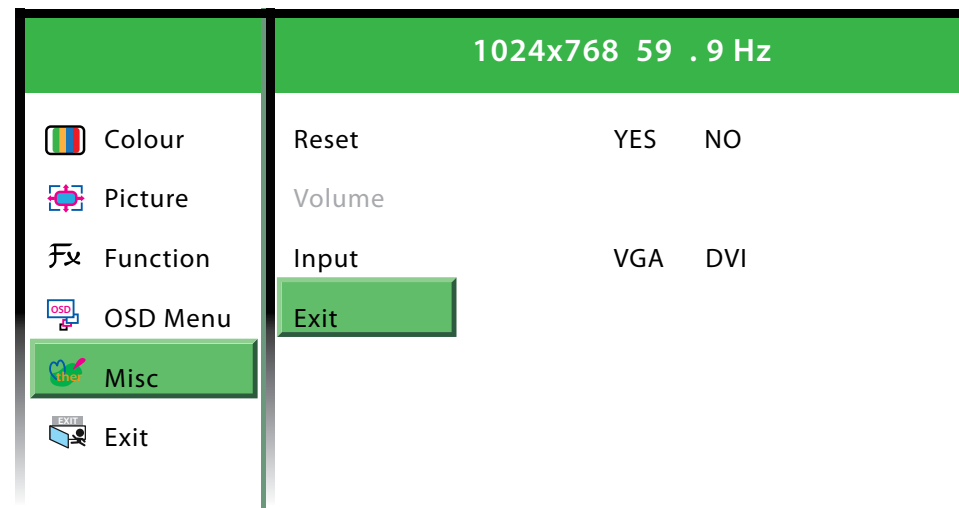 1024x768 59 . 9 Hz
Colour
Picture
Fx Function
OSD OSD Menu
ther Misc
EXIT Exit
Reset YES NO
Volume
Input VGA DVI
Exit